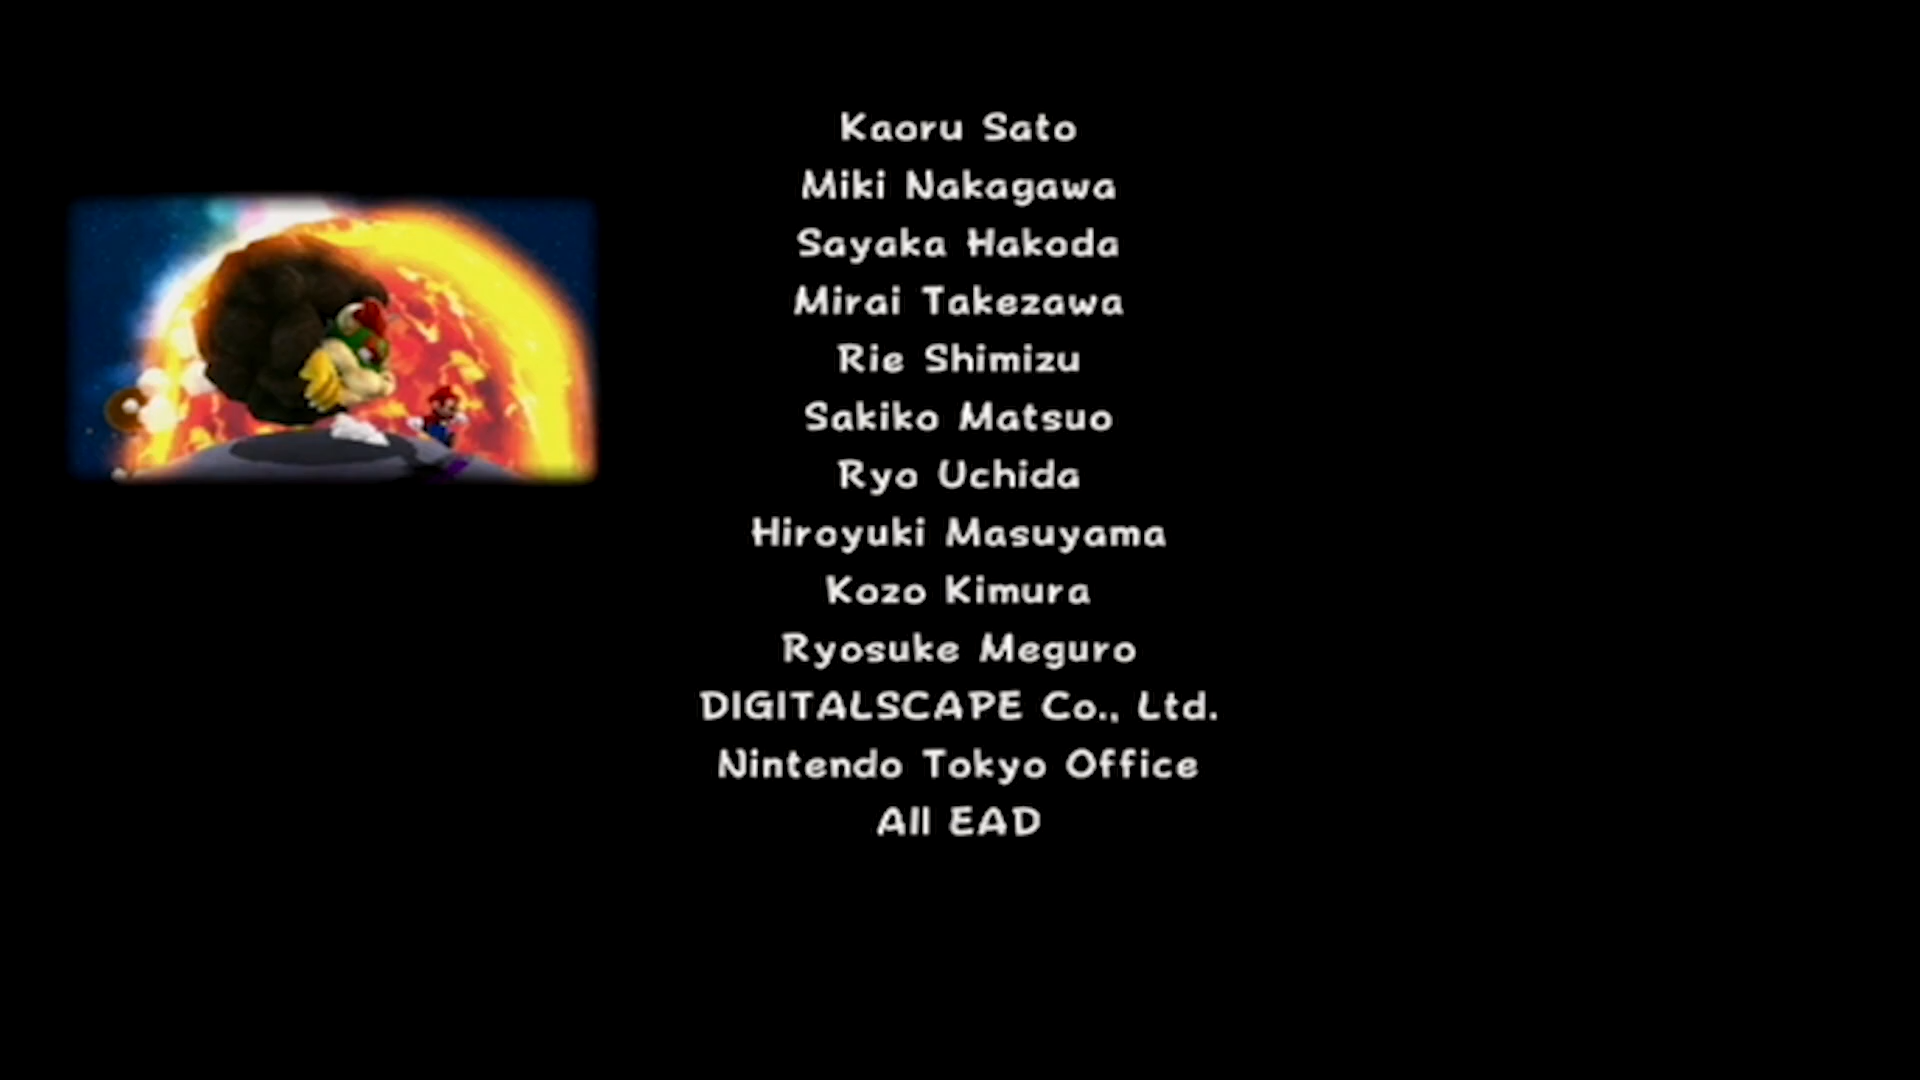 Kaoru Sato
Miki Nakagawa
Sayaka Hakoda
Mirai Takezawa
Rie Shimizu
Sakiko Matsuo
Ryo Uchida
Hiroyuki Masuyama
Kozo Kimura
Ryosuke Meguro
DIGITALSCAPE Co., Ltd.
Nintendo Tokyo Office
All EAD